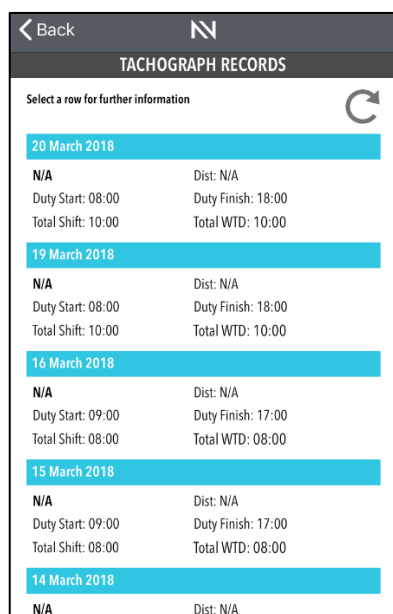 Back
TACHOGRAPH RECORDS
Select a row for further information
20 March 2018
N/A Dist: N/A
Duty Start: 08:00 Duty Finish: 18:00
Total Shift: 10:00 Total WTD: 10:00
19 March 2018
N/A Dist: N/A
Duty Start: 08:00 Duty Finish: 18:00
Total Shift: 10:00 Total WTD: 10:00
16 March 2018
N/A Dist: N/A
Duty Start: 09:00 Duty Finish: 17:00
Total Shift: 08:00 Total WTD: 08:00
15 March 2018
N/A Dist: N/A
Duty Start: 09:00 Duty Finish: 17:00
Total Shift: 08:00 Total WTD: 08:00
14 March 2018
N/A Dist: N/A